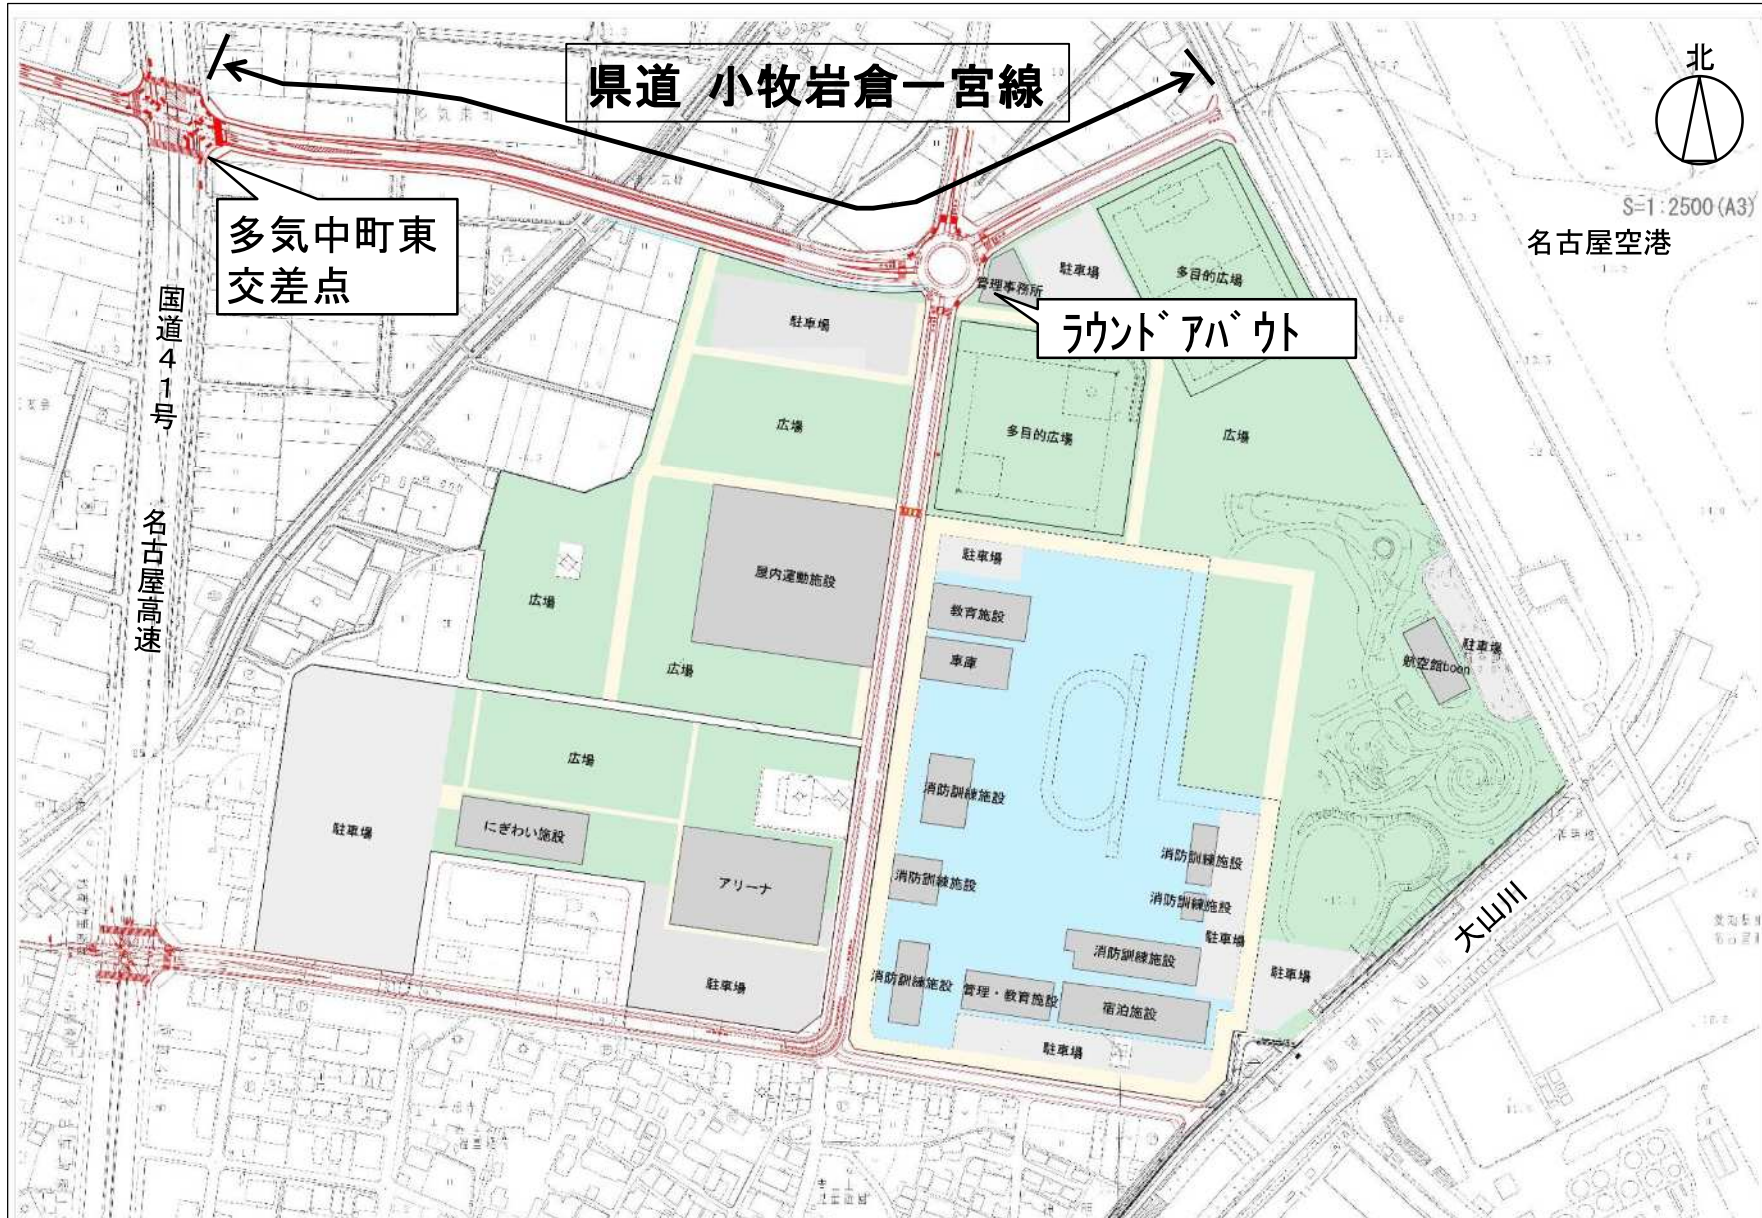 県道 小牧岩倉一宮線
北
S=1:2500(A3)
名古屋空港
多気中町東
交差点
国道41号
名古屋高速
管理事務所
駐車場
多目的広場
ラウンドアバウト
駐車場
広場
多目的広場
広場
屋内運動施設
広場
広場
駐車場
教育施設
車庫
航空館boon
駐車場
広場
駐車場
にぎわい施設
アリーナ
駐車場
消防訓練施設
消防訓練施設
消防訓練施設
消防訓練施設
消防訓練施設
駐車場
消防訓練施設
管理・教育施設
宿泊施設
駐車場
駐車場
大山川